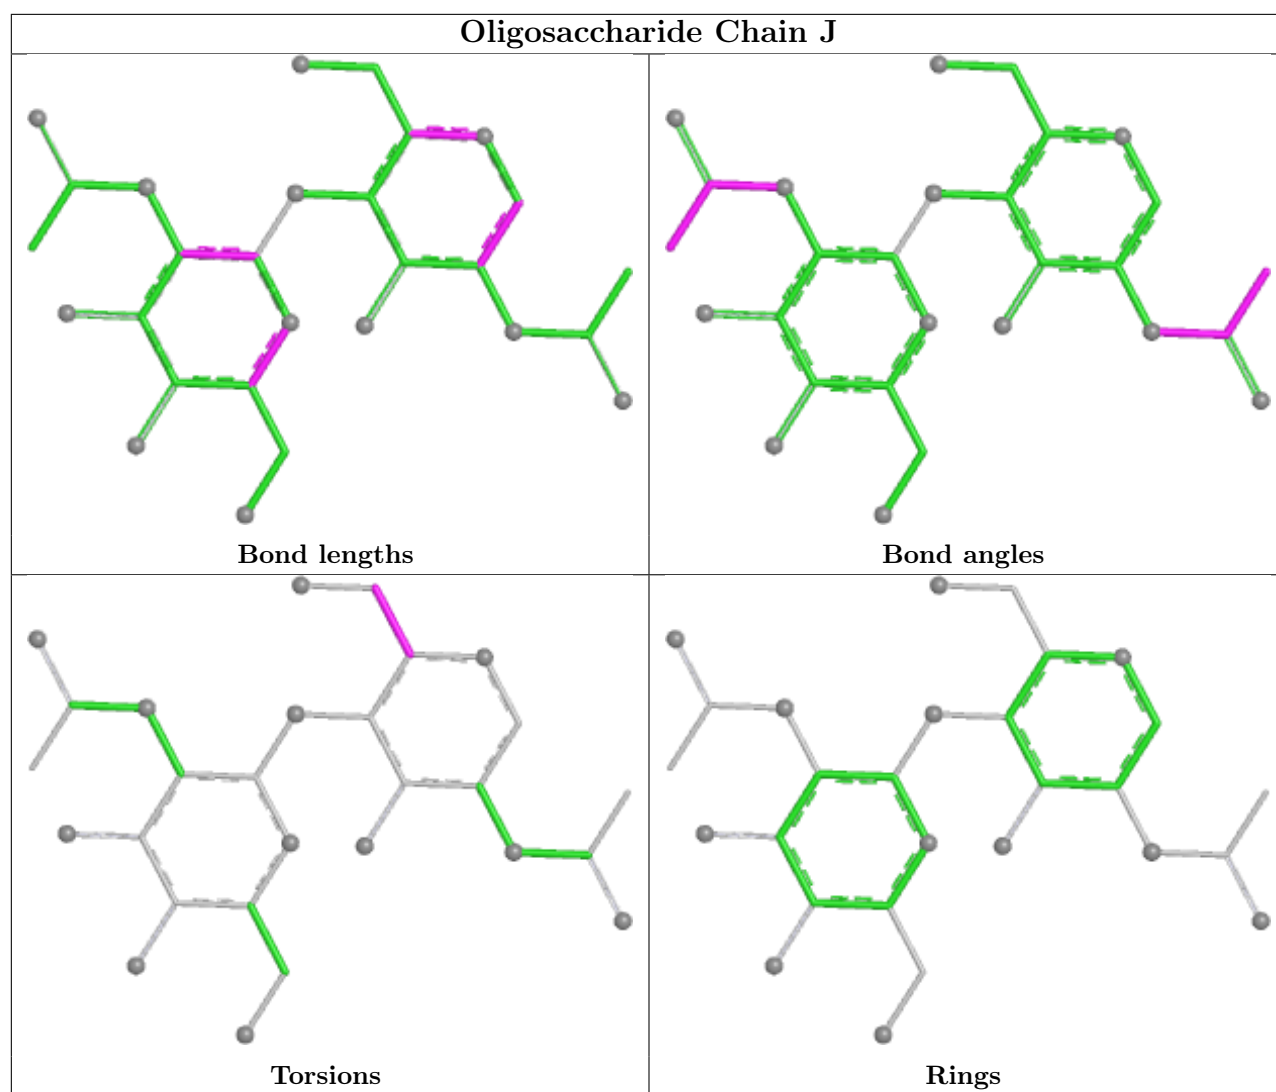 Oligosaccharide Chain J
Bond lengths
Bond angles
Torsions
Rings